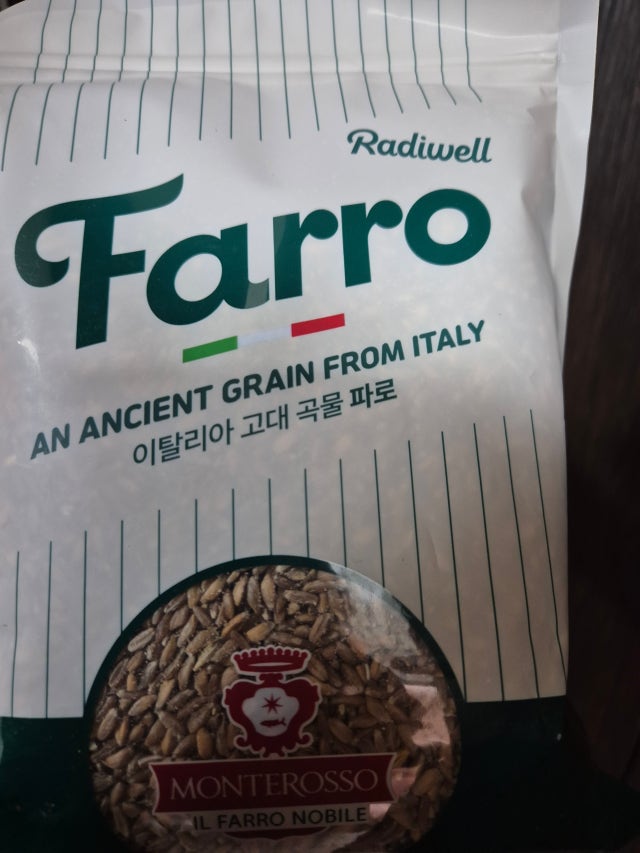 Radiwell
Farro
AN ANCIENT GRAIN FROM ITALY
이탈리아 고대 곡물 파로
MONTEROSSO
IL FARRO NOBILE